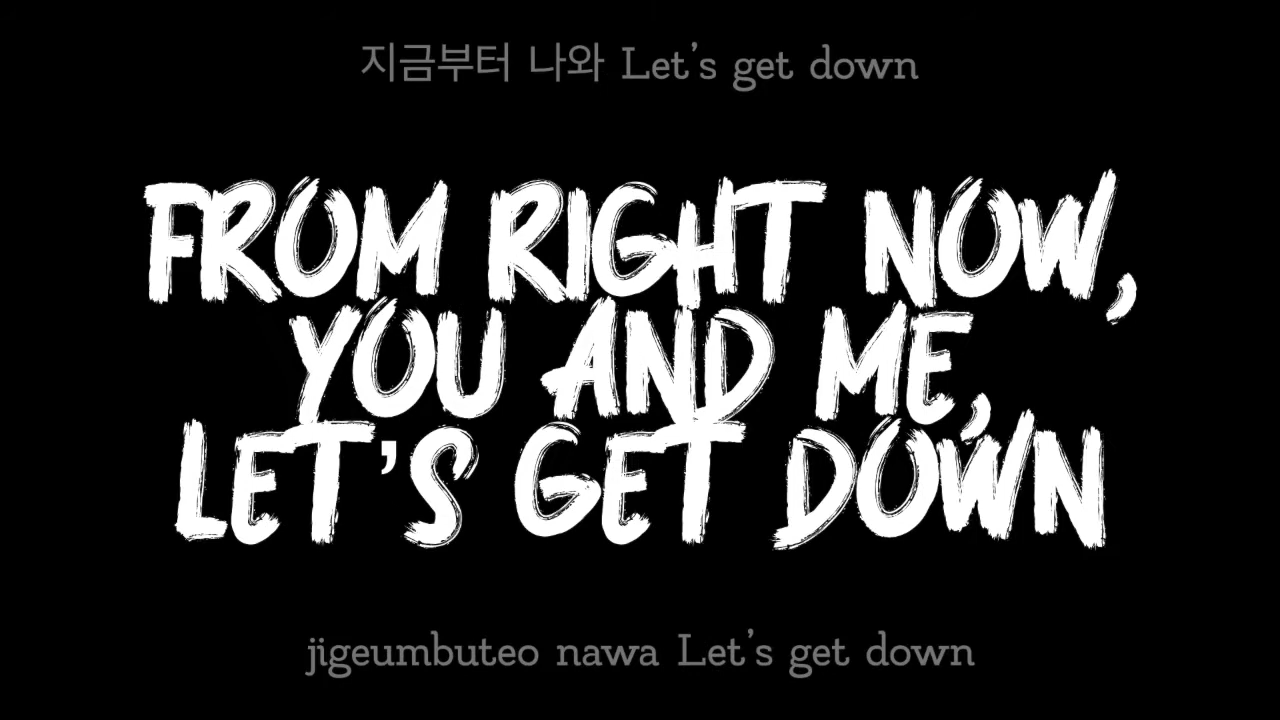 지금부터 나와 Let's get down
FROM RIGHT NOW,
YOU AND ME,
LET'S GET DOWN
jigeumbuteo nawa Let's get down